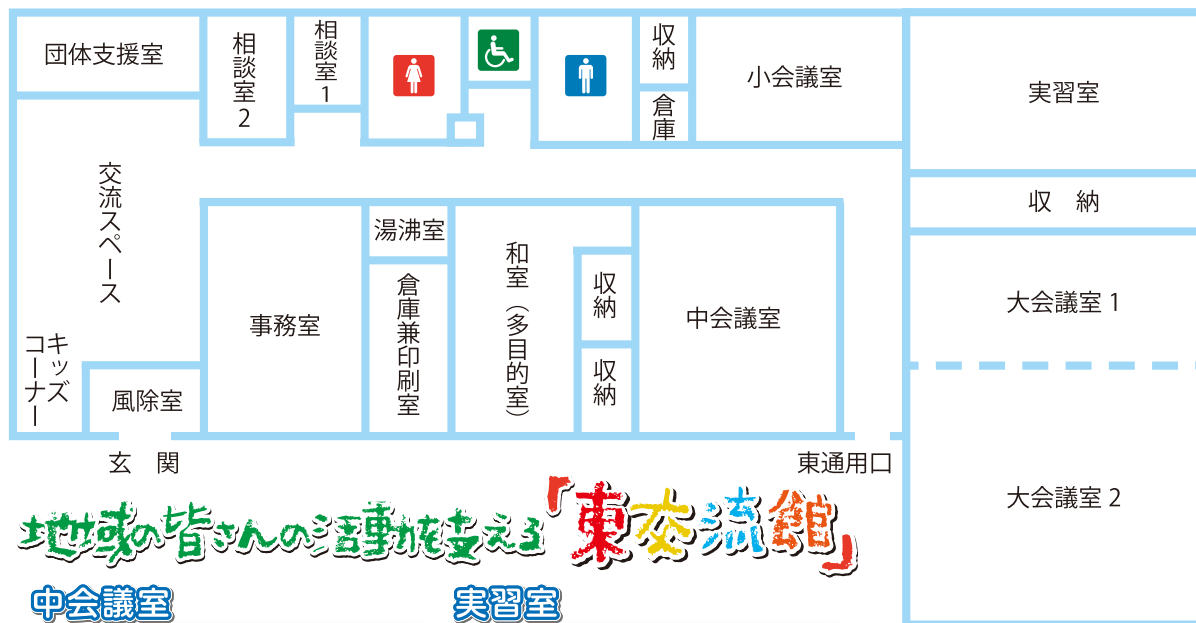 団体支援室
相談室2
相談室1
収納
倉庫
小会議室
実習室
収　納
交流スペース
キッズコーナー
風除室
事務室
湯沸室
倉庫兼印刷室
和室（多目的室）
収納
収納
中会議室
大会議室1
大会議室2
玄　関
東通用口
地域の皆さんの活動を支える「東交流館」
中会議室
実習室